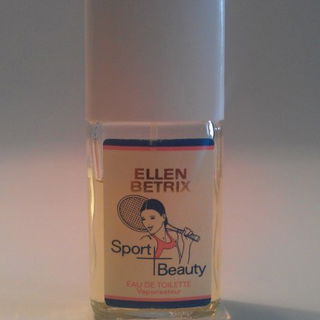 ELLEN
BETRIX
Sport
Beauty
EAU DE TOILETTE
Vaporisateur